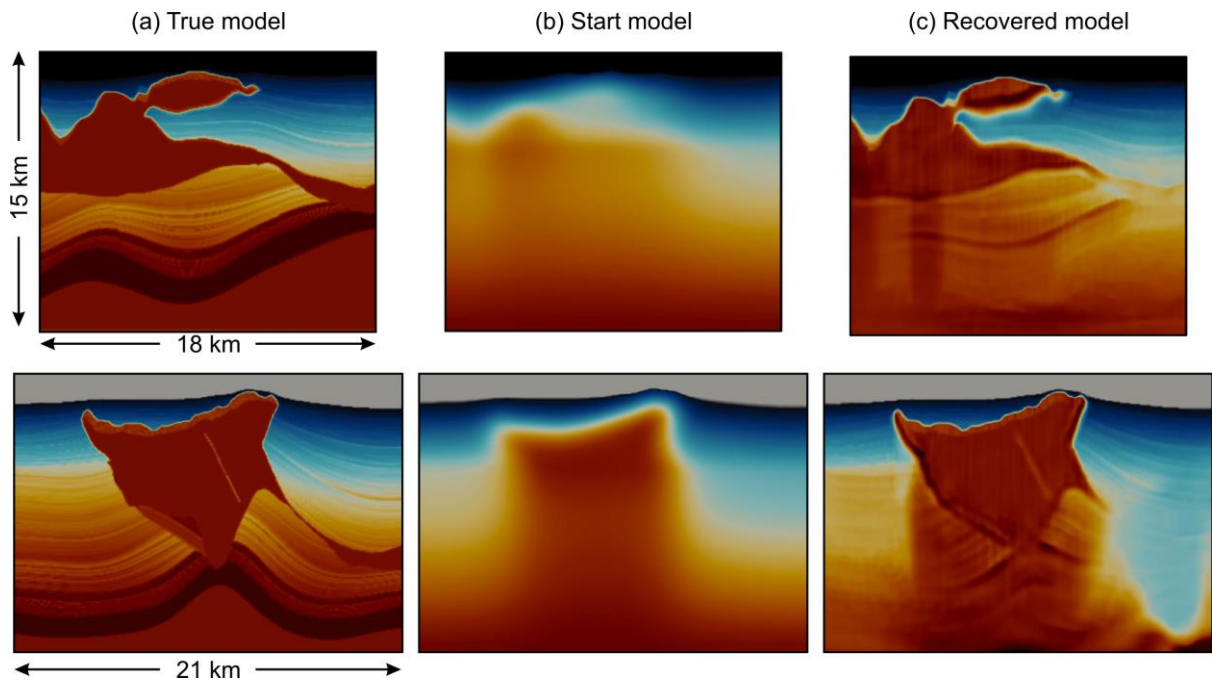 (a) True model
(b) Start model
(c) Recovered model
15 km
18 km
21 km